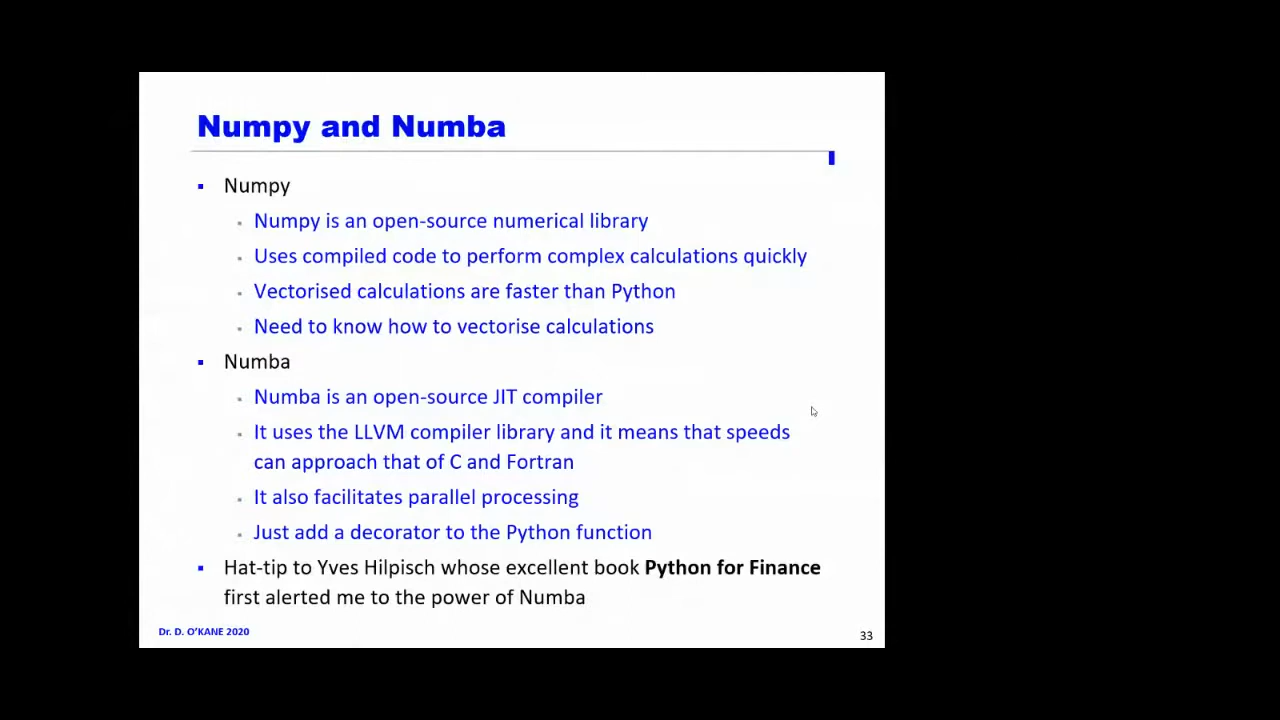 Numpy and Numba
Numpy
Numpy is an open-source numerical library
Uses compiled code to perform complex calculations quickly
Vectorised calculations are faster than Python
Need to know how to vectorise calculations
Numba
Numba is an open-source JIT compiler
It uses the LLVM compiler library and it means that speeds
can approach that of C and Fortran
It also facilitates parallel processing
Just add a decorator to the Python function
Hat-tip to Yves Hilpisch whose excellent book Python for Finance
first alerted me to the power of Numba
Dr. D. O'KANE 2020
33